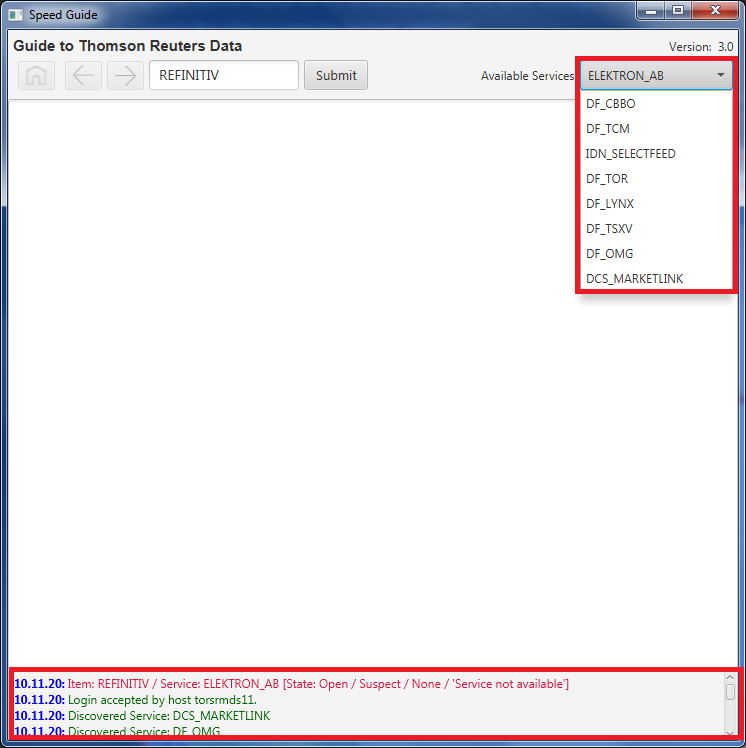 Speed Guide
Guide to Thomson Reuters Data
Version: 3.0
REFINITIV Submit Available Services ELEKTRON_AB
DF_CBBO
DF_TCM
IDN_SELECTFEED
DF_TOR
DF_LYNX
DF_TSXV
DF_OMG
DCS_MARKETLINK
10.11.20: Item: REFINITIV / Service: ELEKTRON_AB [State: Open / Suspect / None / 'Service not available']
10.11.20: Login accepted by host torsrmds11.
10.11.20: Discovered Service: DCS_MARKETLINK
10.11.20: Discovered Service: DF_OMG